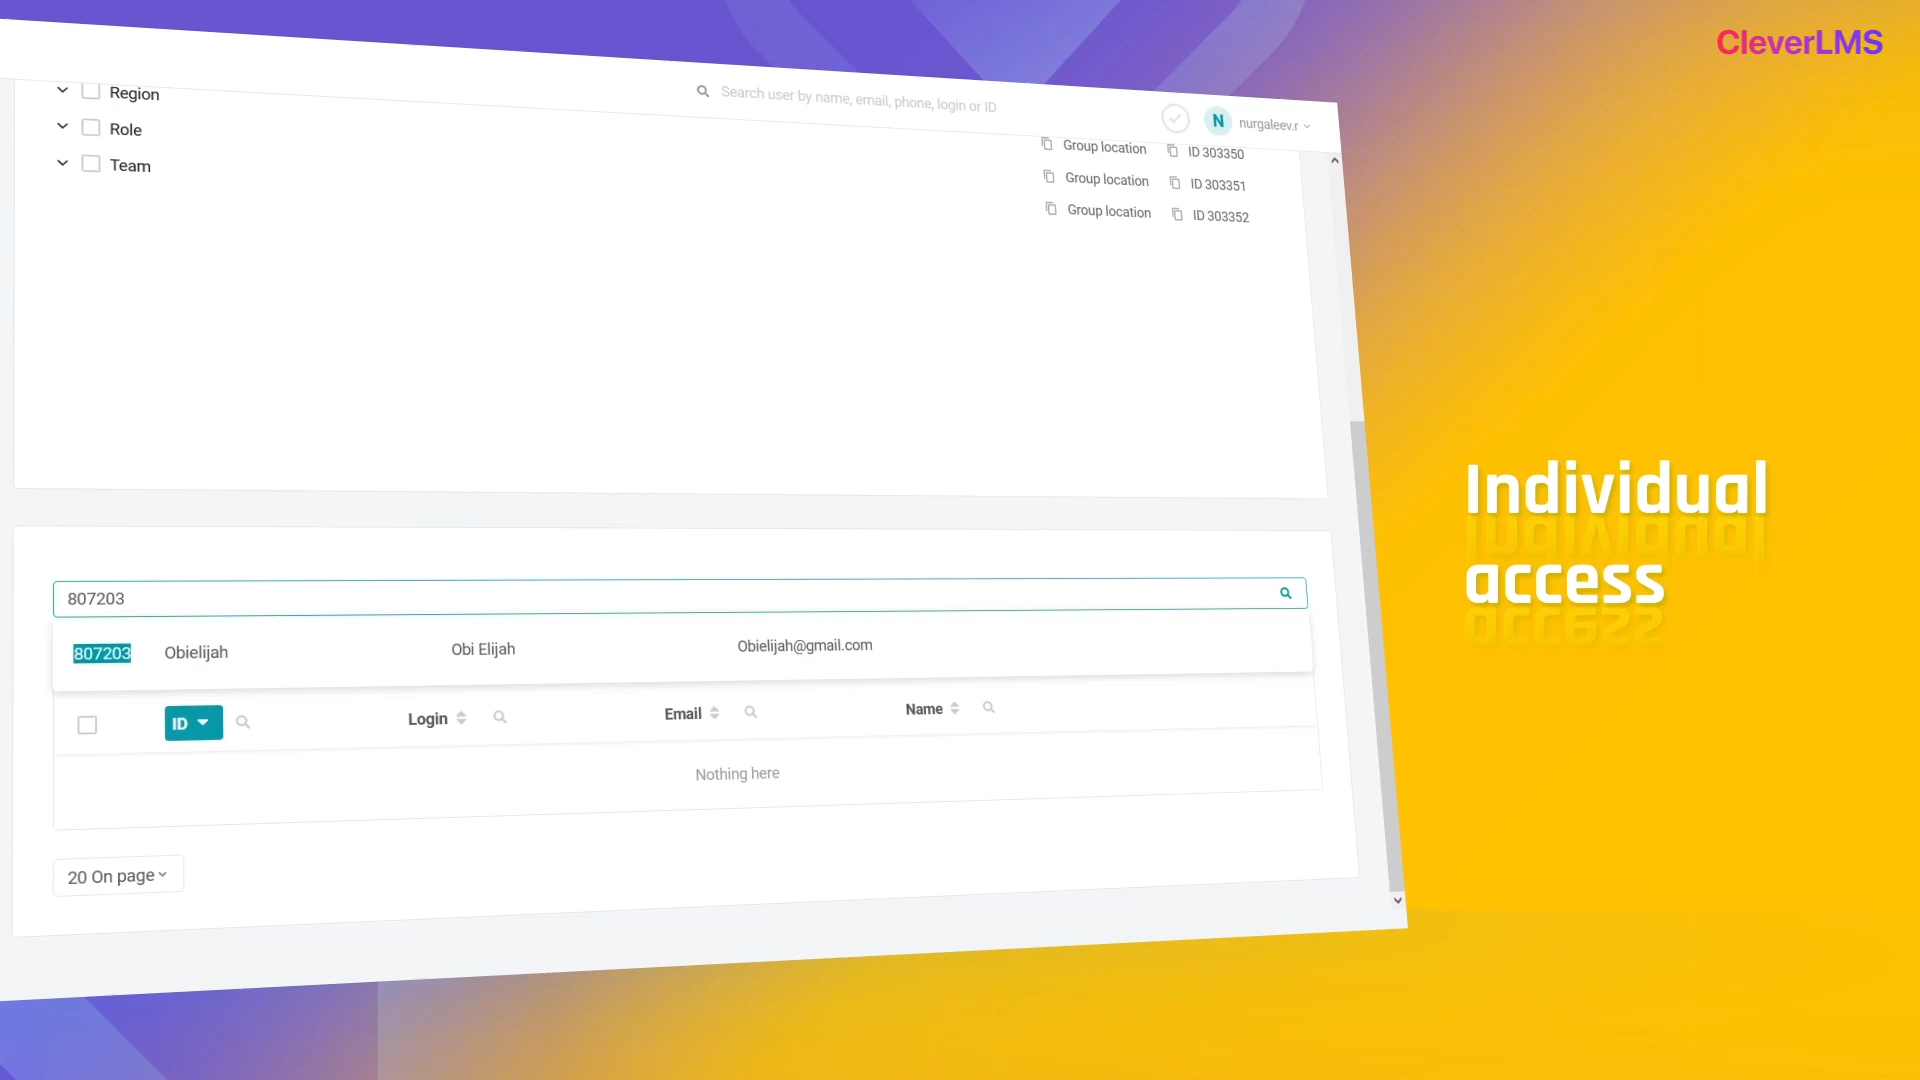 CleverLMS
Search user by name, email, phone, login or ID
N nurgaleev.r
Region
Role
Team
Group location ID 303350
Group location ID 303351
Group location ID 303352
807203
807203 Obielijah Obi Elijah Obielijah@gmail.com
ID Login Email Name
Nothing here
20 On page
Individual
access